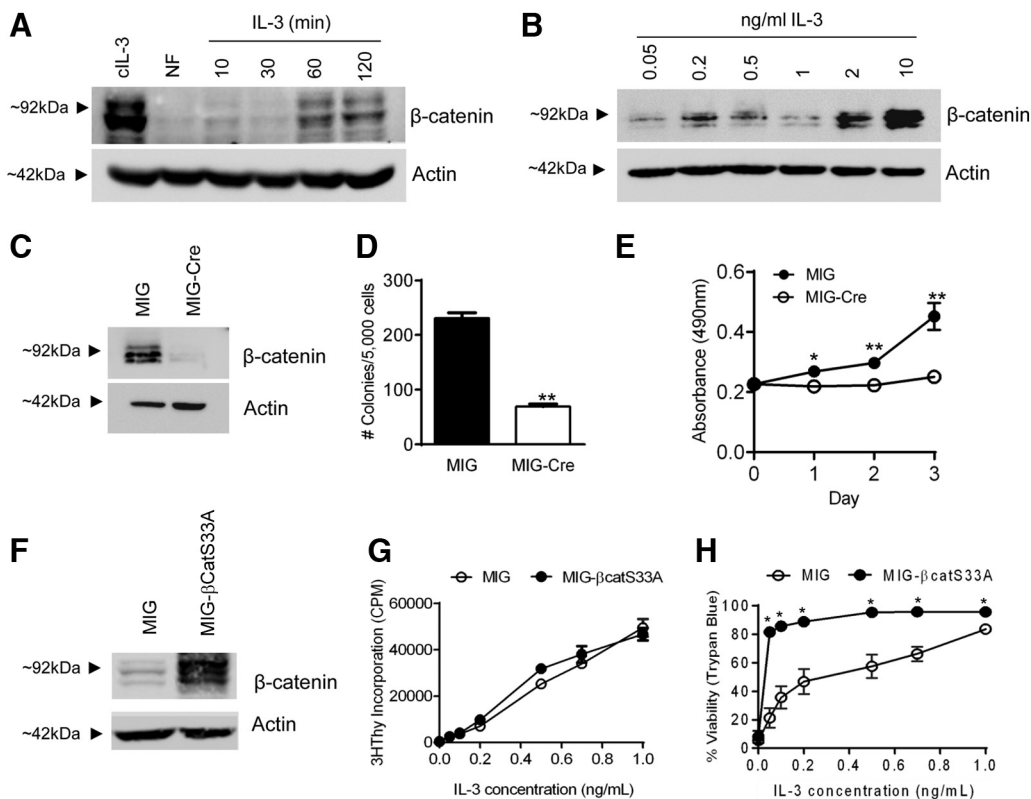 A
IL-3 (min)
cIL-3 NF 10 30 60 120
~92kDa β-catenin
~42kDa Actin
B
ng/ml IL-3
0.05 0.2 0.5 1 2 10
~92kDa β-catenin
~42kDa Actin
C
MIG MIG-Cre
~92kDa β-catenin
~42kDa Actin
D
# Colonies/5,000 cells
300
200
100
0
**
MIG MIG-Cre
E
MIG
MIG-Cre
Absorbance (490nm)
0.6
0.4
0.2
0.0
* ** **
0 1 2 3
Day
F
MIG MIG-βCatS33A
~92kDa β-catenin
~42kDa Actin
G
MIG MIG-βcatS33A
3HThy Incorporation (CPM)
60000
40000
20000
0
0.0 0.2 0.4 0.6 0.8 1.0
IL-3 concentration (ng/mL)
H
MIG MIG-βcatS33A
% Viability (Trypan Blue)
100
80
60
40
20
0
* * * * * *
0.0 0.2 0.4 0.6 0.8 1.0
IL-3 concentration (ng/mL)